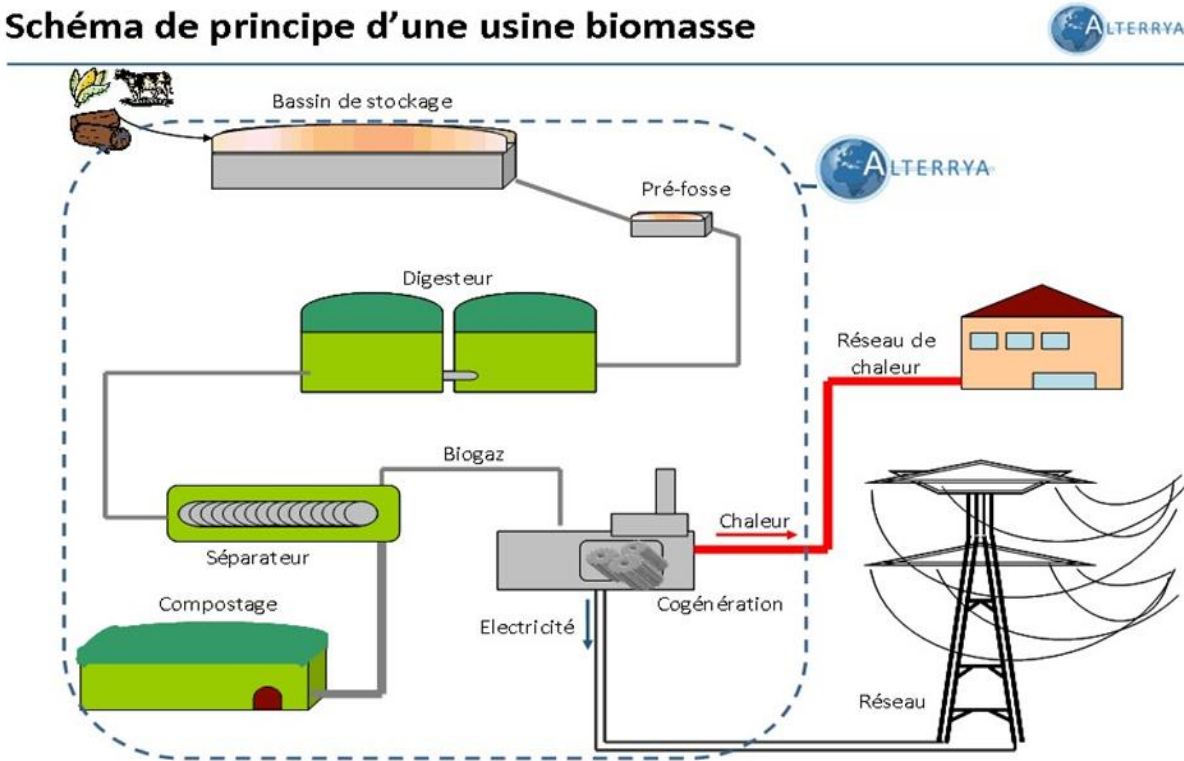 Schéma de principe d’une usine biomasse
ALTERRYA
Bassin de stockage
ALTERRYA
Pré-fosse
Digesteur
Réseau de
chaleur
Biogaz
Chaleur
Séparateur
Compostage
Cogénération
Electricité
Réseau